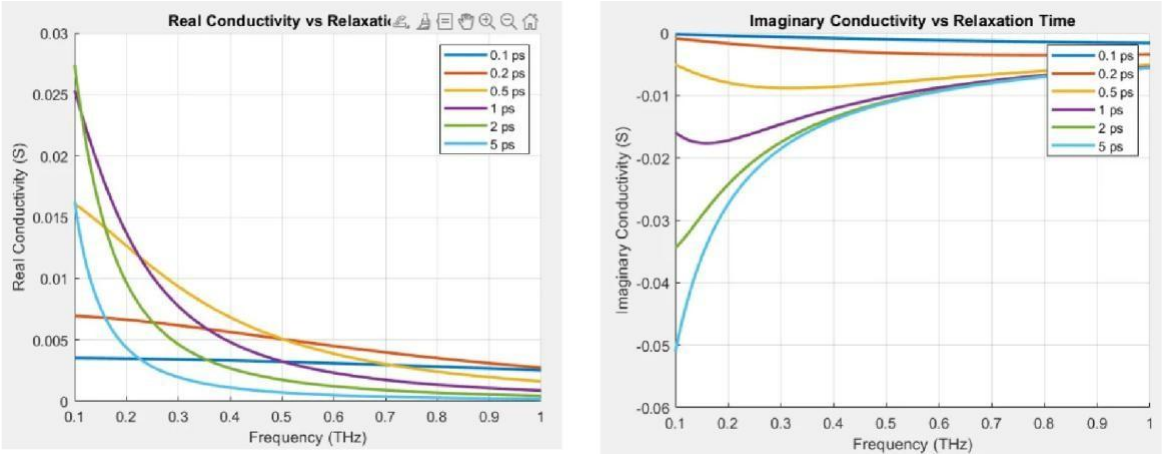 Real Conductivity vs Relaxati
Real Conductivity (S)
0.03
0.025
0.02
0.015
0.01
0.005
0
0.1 ps
0.2 ps
0.5 ps
1 ps
2 ps
5 ps
0.1 0.2 0.3 0.4 0.5 0.6 0.7 0.8 0.9 1
Frequency (THz)
Imaginary Conductivity vs Relaxation Time
Imaginary Conductivity (S)
0
-0.01
-0.02
-0.03
-0.04
-0.05
-0.06
0.1 ps
0.2 ps
0.5 ps
1 ps
2 ps
5 ps
0.1 0.2 0.3 0.4 0.5 0.6 0.7 0.8 0.9 1
Frequency (THz)